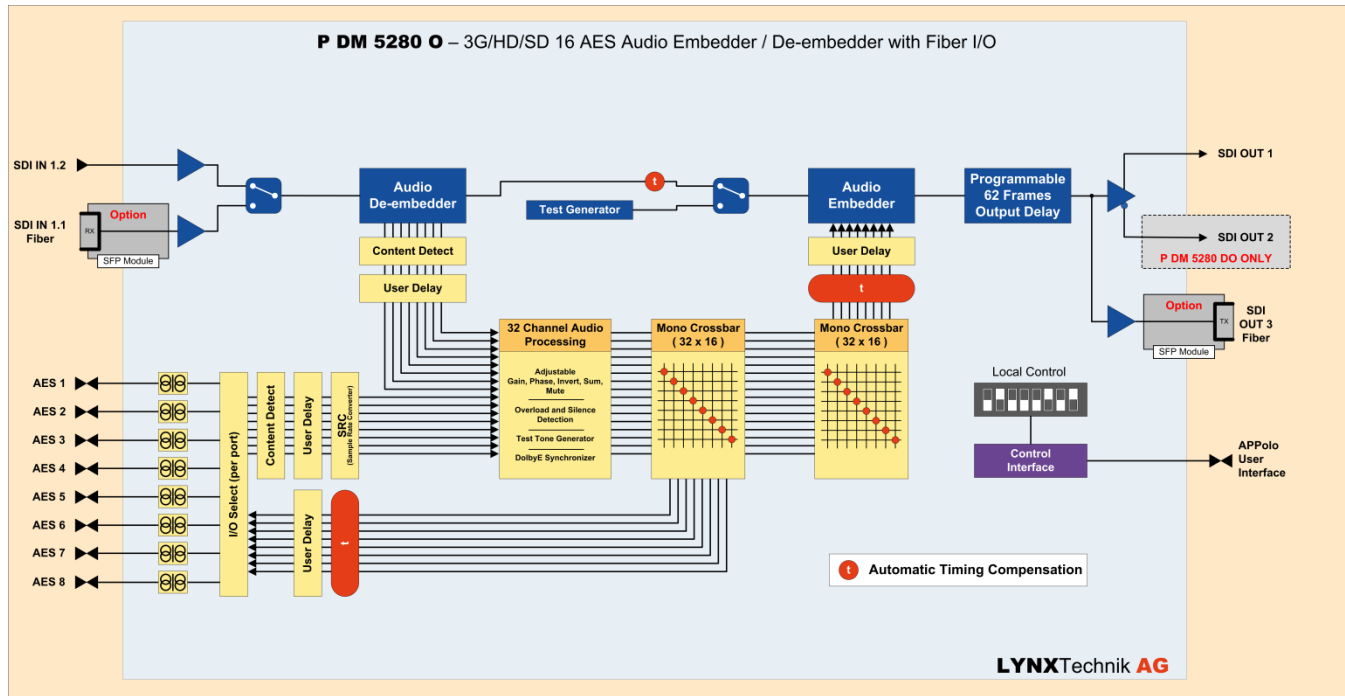 P DM 5280 O – 3G/HD/SD 16 AES Audio Embedder / De-embedder with Fiber I/O
SDI IN 1.2
SDI IN 1.1
Fiber
Option
RX
SFP Module
Audio
De-embedder
t
Test Generator
Audio
Embedder
Programmable
62 Frames
Output Delay
SDI OUT 1
SDI OUT 2
P DM 5280 DO ONLY
Option
TX
SFP Module
SDI
OUT 3
Fiber
Content Detect
User Delay
User Delay
t
32 Channel Audio
Processing
Adjustable
Gain, Phase, Invert, Sum,
Mute
Overload and Silence
Detection
Test Tone Generator
DolbyE Synchronizer
Mono Crossbar
( 32 x 16 )
Mono Crossbar
( 32 x 16 )
AES 1
AES 2
AES 3
AES 4
AES 5
AES 6
AES 7
AES 8
I/O Select (per port)
Content Detect
User Delay
SRC
(Sample Rate Converter)
User Delay
t
Local Control
Control
Interface
APPolo
User
Interface
t
Automatic Timing Compensation
LYNXTechnik AG